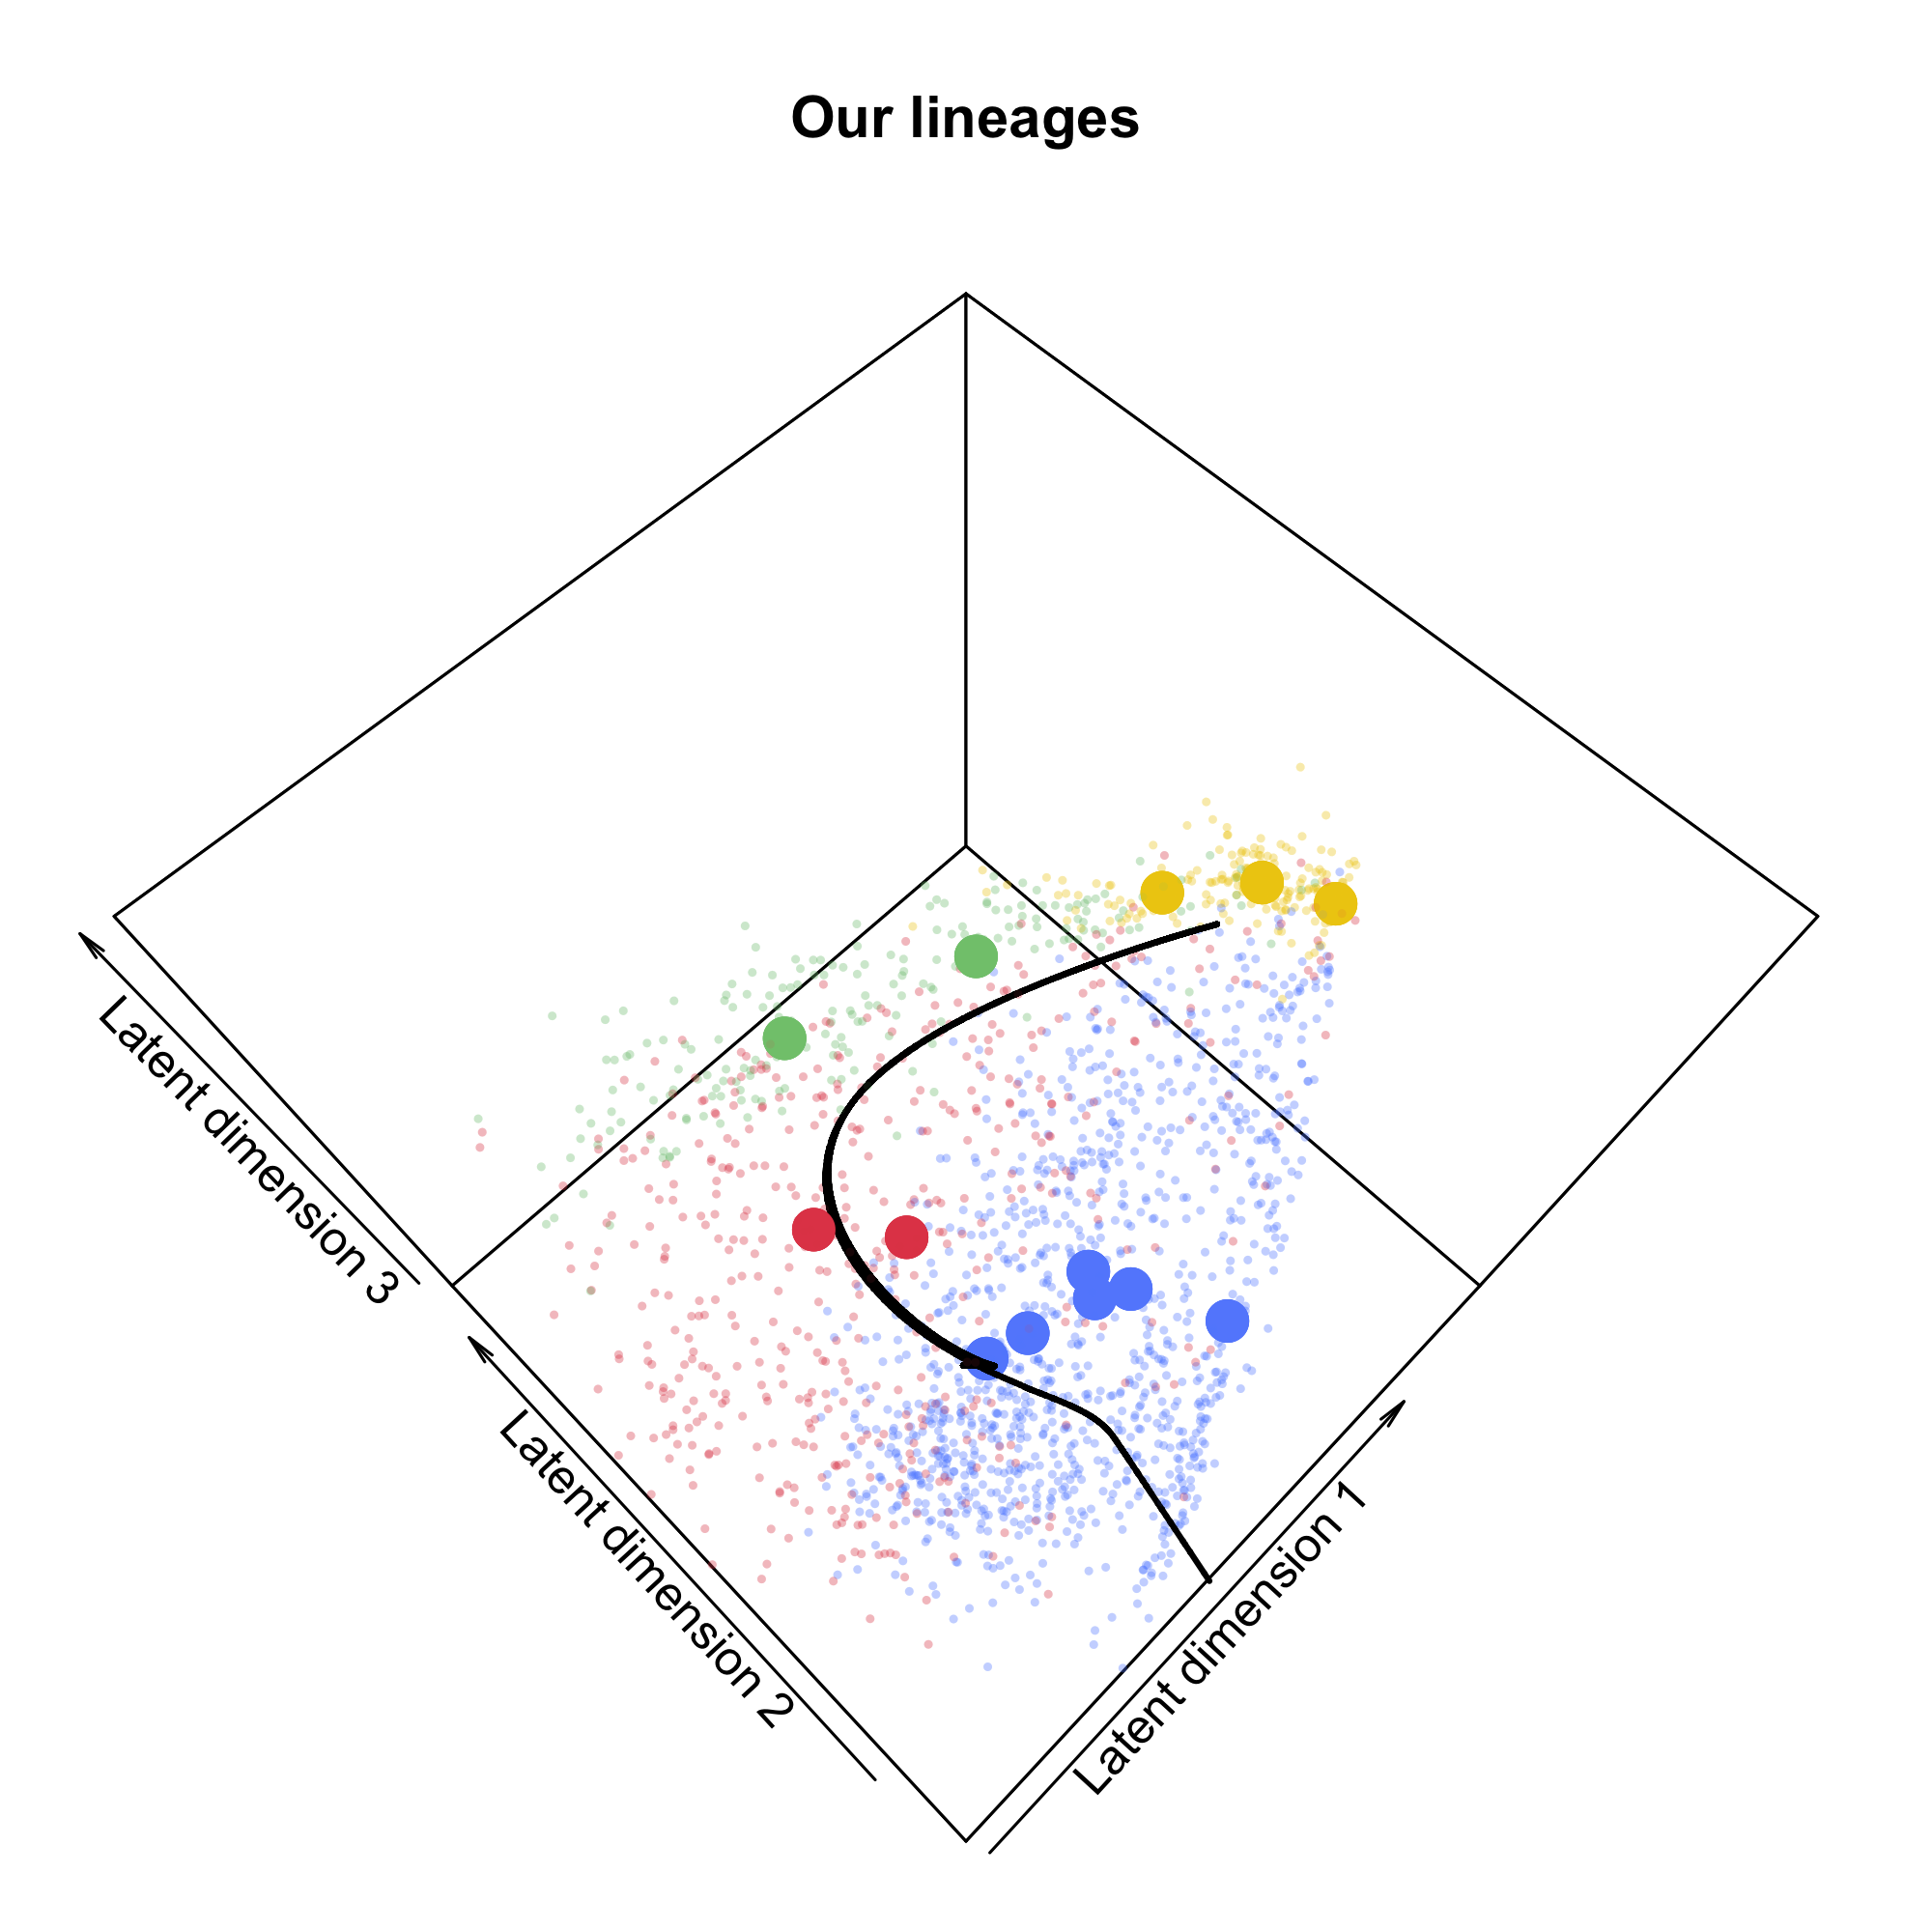 Our lineages
Latent dimension 3
Latent dimension 2
Latent dimension 1